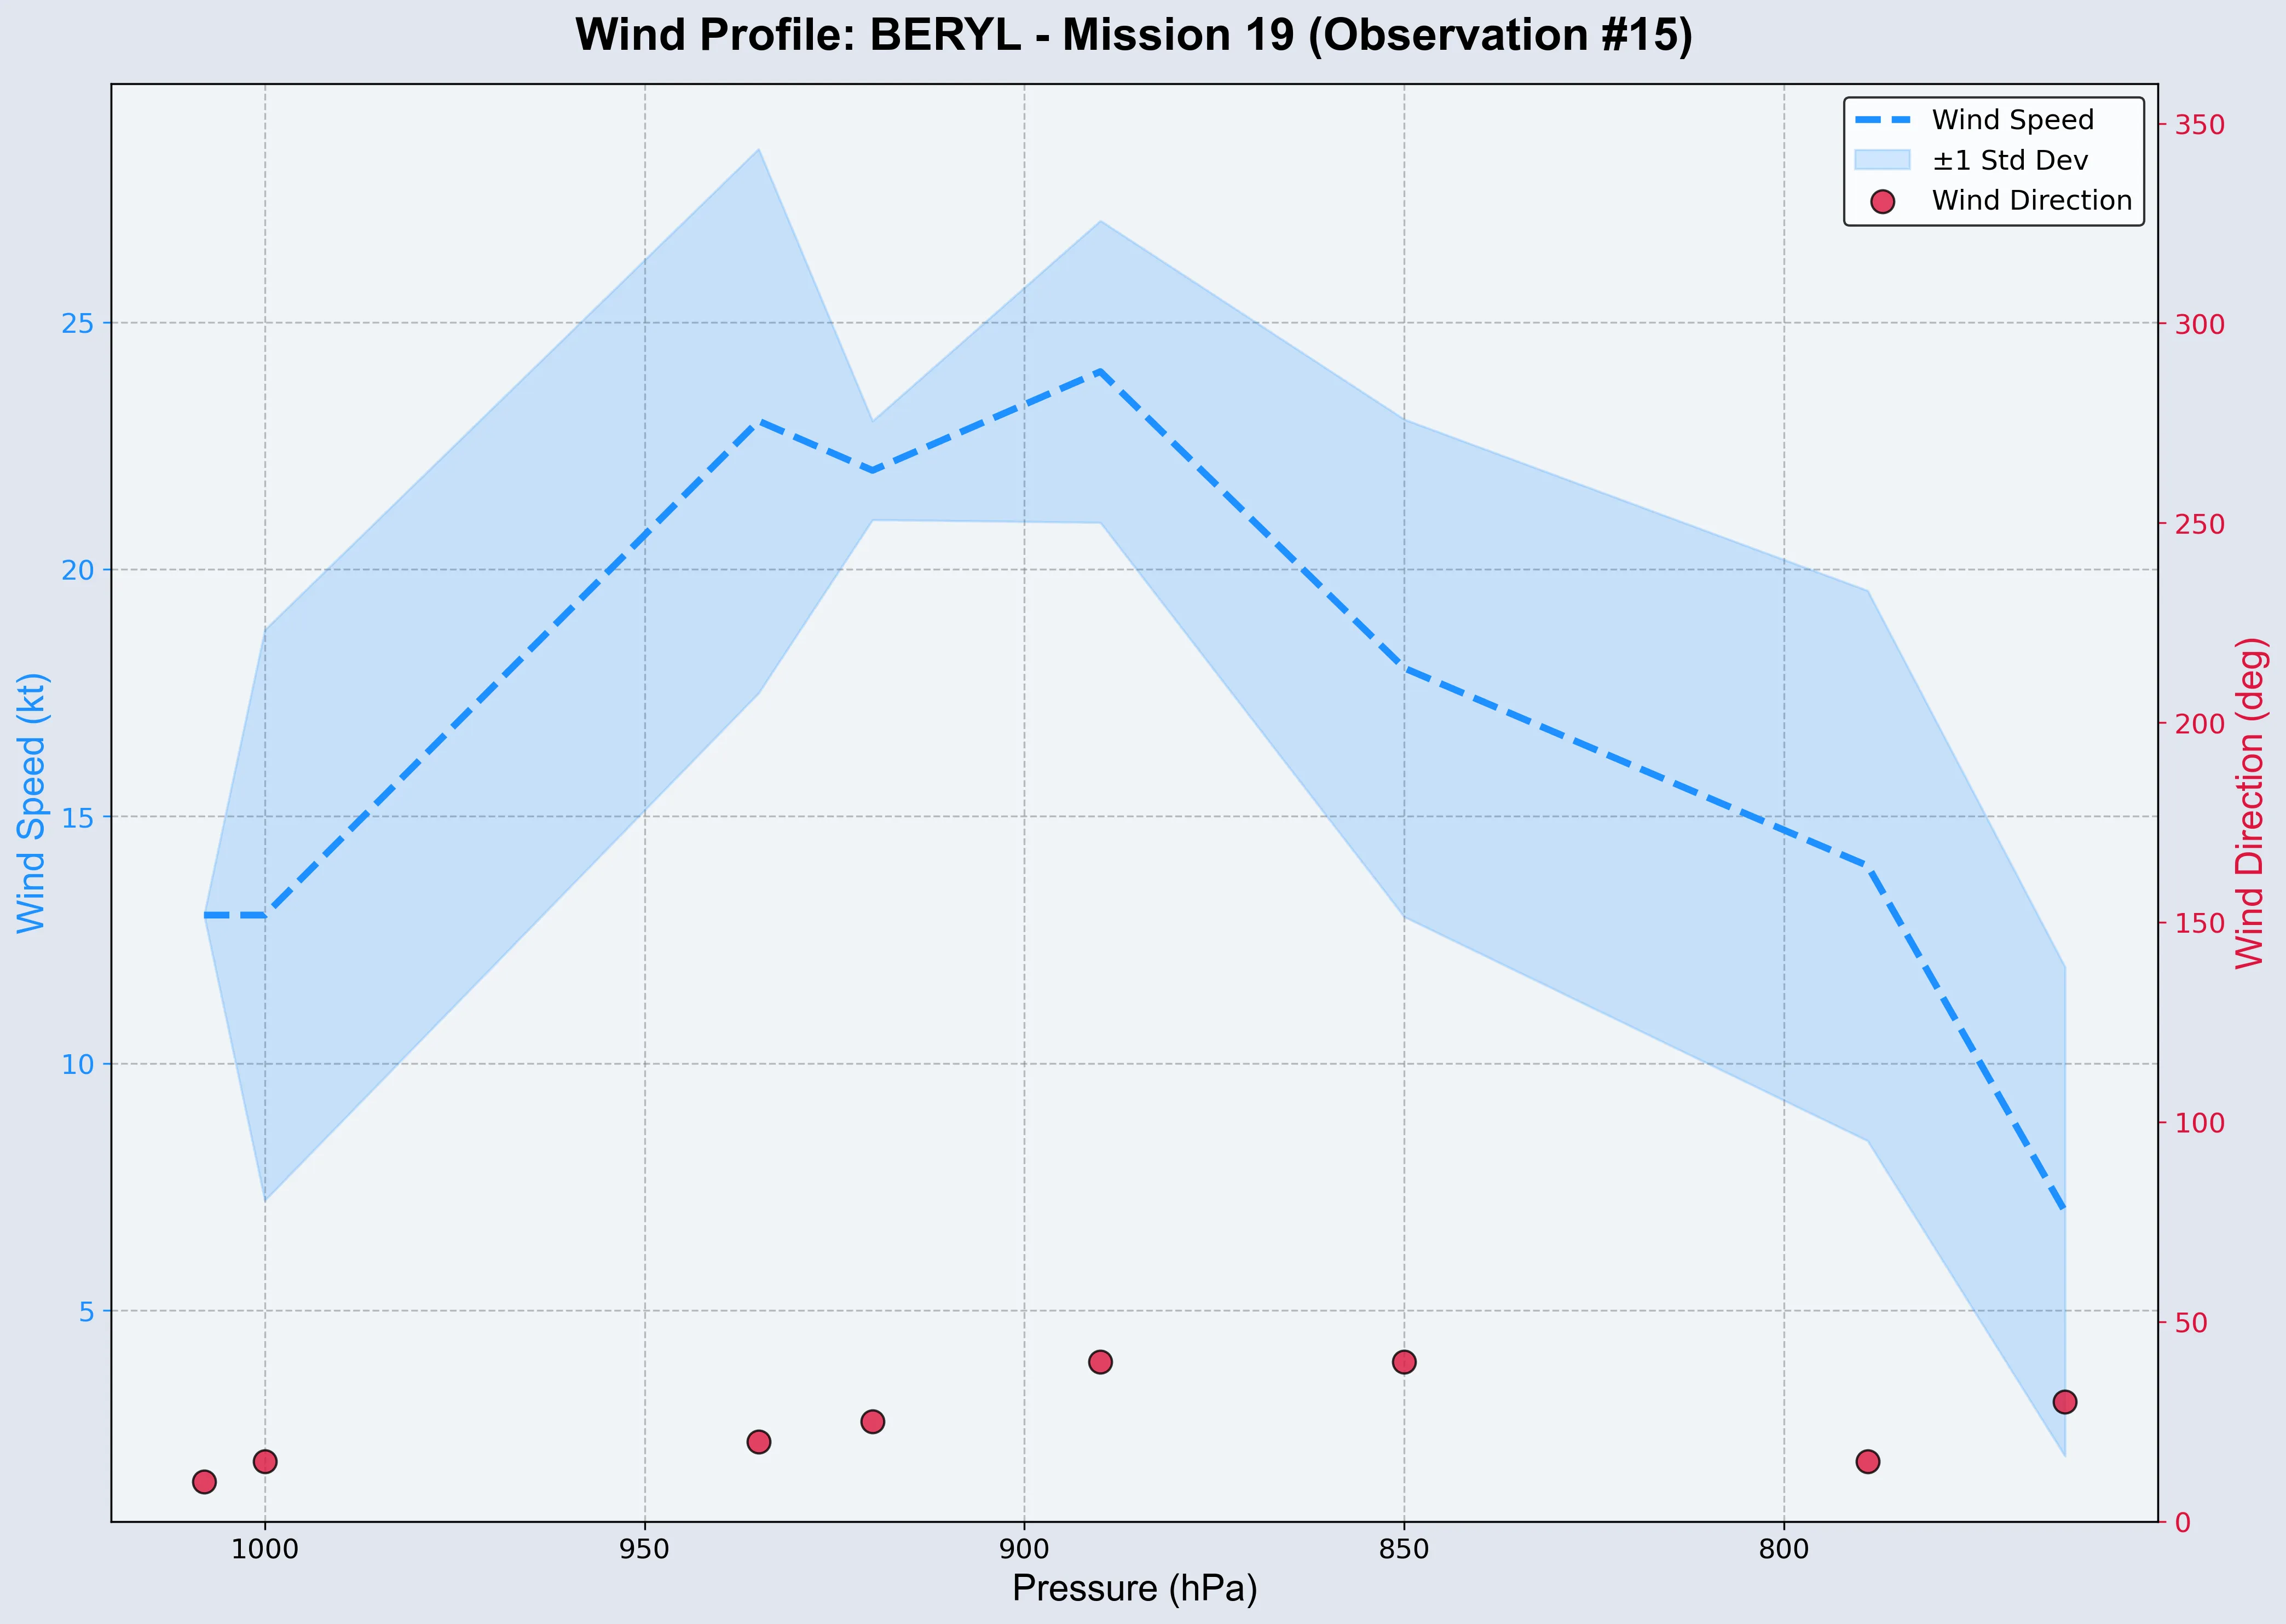 Wind Profile: BERYL - Mission 19 (Observation #15)
Wind Speed
±1 Std Dev
Wind Direction
Wind Speed (kt)
25
20
15
10
5
350
300
250
200
150
100
50
0
Wind Direction (deg)
1000 950 900 850 800
Pressure (hPa)